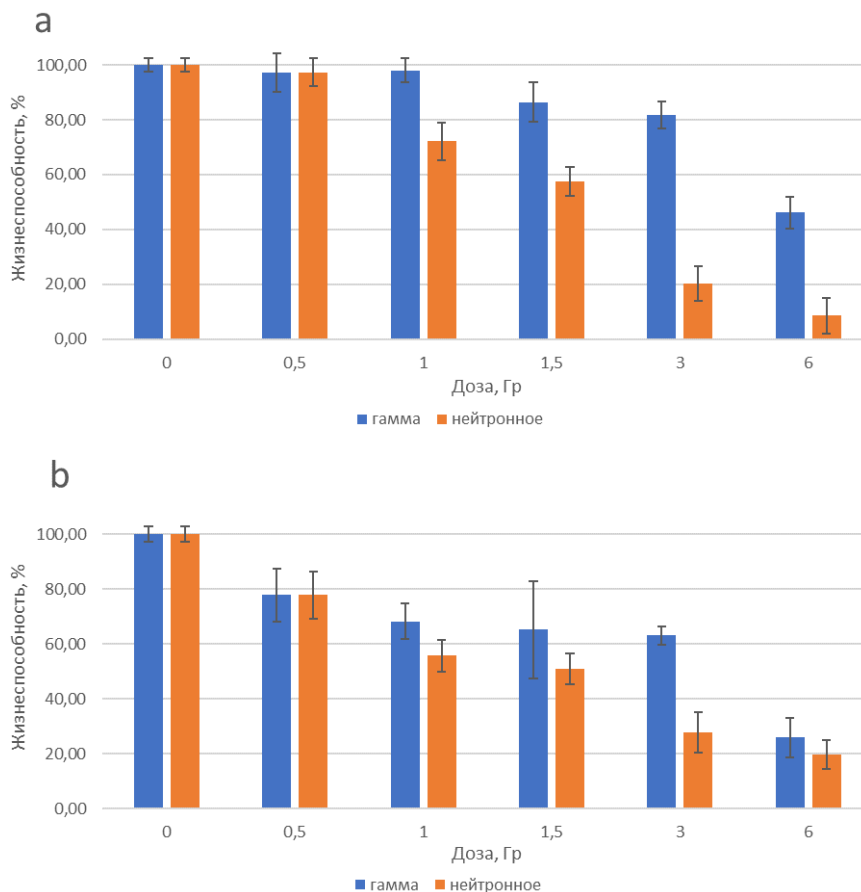 a
Жизнеспособность, %
100,00
80,00
60,00
40,00
20,00
0,00
0 0,5 1 1,5 3 6
Доза, Гр
гамма нейтронное
b
Жизнеспособность, %
100,00
80,00
60,00
40,00
20,00
0,00
0 0,5 1 1,5 3 6
Доза, Гр
гамма нейтронное